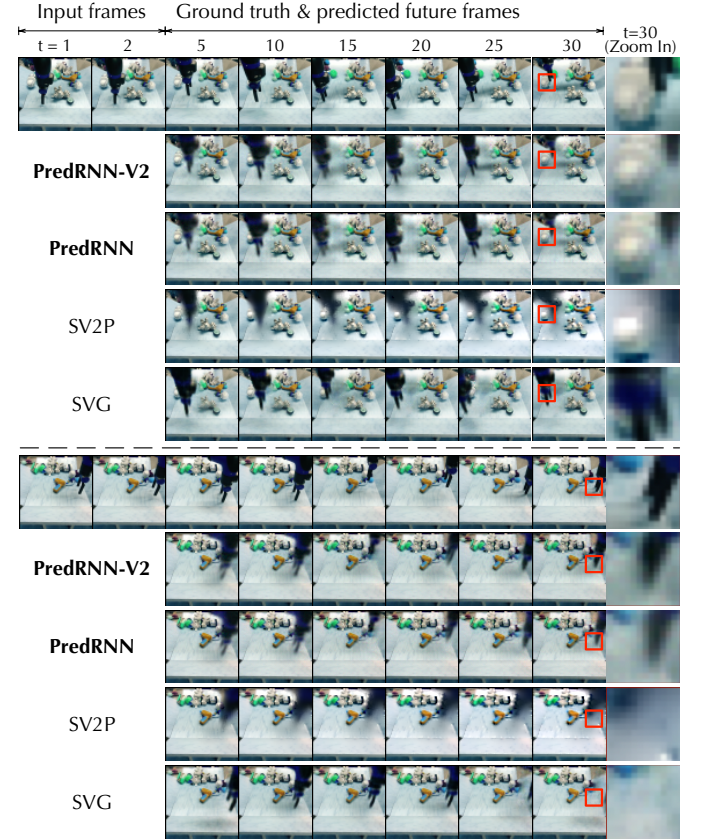 Input frames Ground truth & predicted future frames
t = 1 2 5 10 15 20 25 30 t=30
(Zoom In)
PredRNN-V2
PredRNN
SV2P
SVG
PredRNN-V2
PredRNN
SV2P
SVG